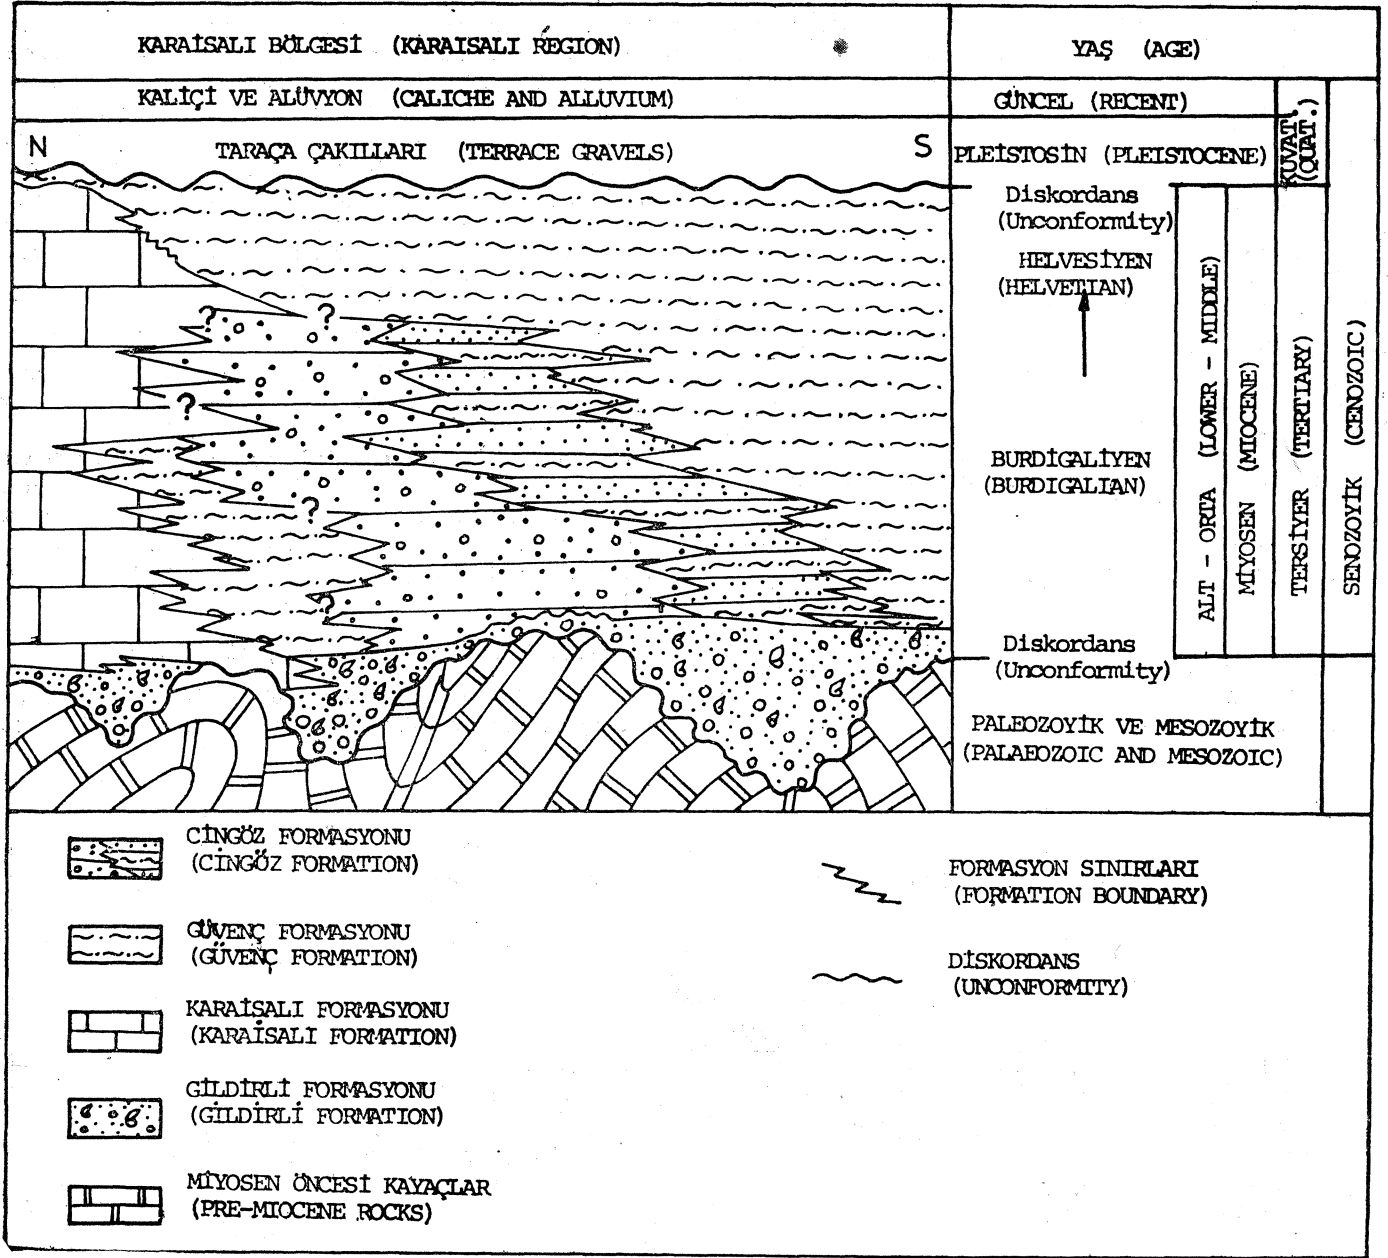 KARAİSALI BÖLGESİ (KARAISALI REGION)
YAŞ (AGE)
KALİÇİ VE ALÜVYON (CALICHE AND ALLUVIUM)
GÜNCEL (RECENT)
KUVAT.
(QUAT.)
N
TARAÇA ÇAKILLARI (TERRACE GRAVELS)
S
PLEİSTOSİN (PLEISTOCENE)
Diskordans
(Unconformity)
HELVESİYEN
(HELVETIAN)
BURDİGALİYEN
(BURDIGALIAN)
Diskordans
(Unconformity)
ALT - ORTA (LOWER - MIDDLE)
MİYOSEN (MIOCENE)
TERSİYER (TERTIARY)
SENOZOYİK (CENOZOIC)
?
?
?
?
?
PALEOZOYİK VE MESOZOYİK
(PALAEOZOIC AND MESOZOIC)
CİNGÖZ FORMASYONU
(CİNGÖZ FORMATION)
GÜVENÇ FORMASYONU
(GÜVENÇ FORMATION)
KARAİSALI FORMASYONU
(KARAİSALI FORMATION)
GİLDİRLİ FORMASYONU
(GİLDİRLİ FORMATION)
MİYOSEN ÖNCESİ KAYAÇLAR
(PRE-MIOCENE ROCKS)
FORMASYON SINIRLARI
(FORMATION BOUNDARY)
DİSKORDANS
(UNCONFORMITY)